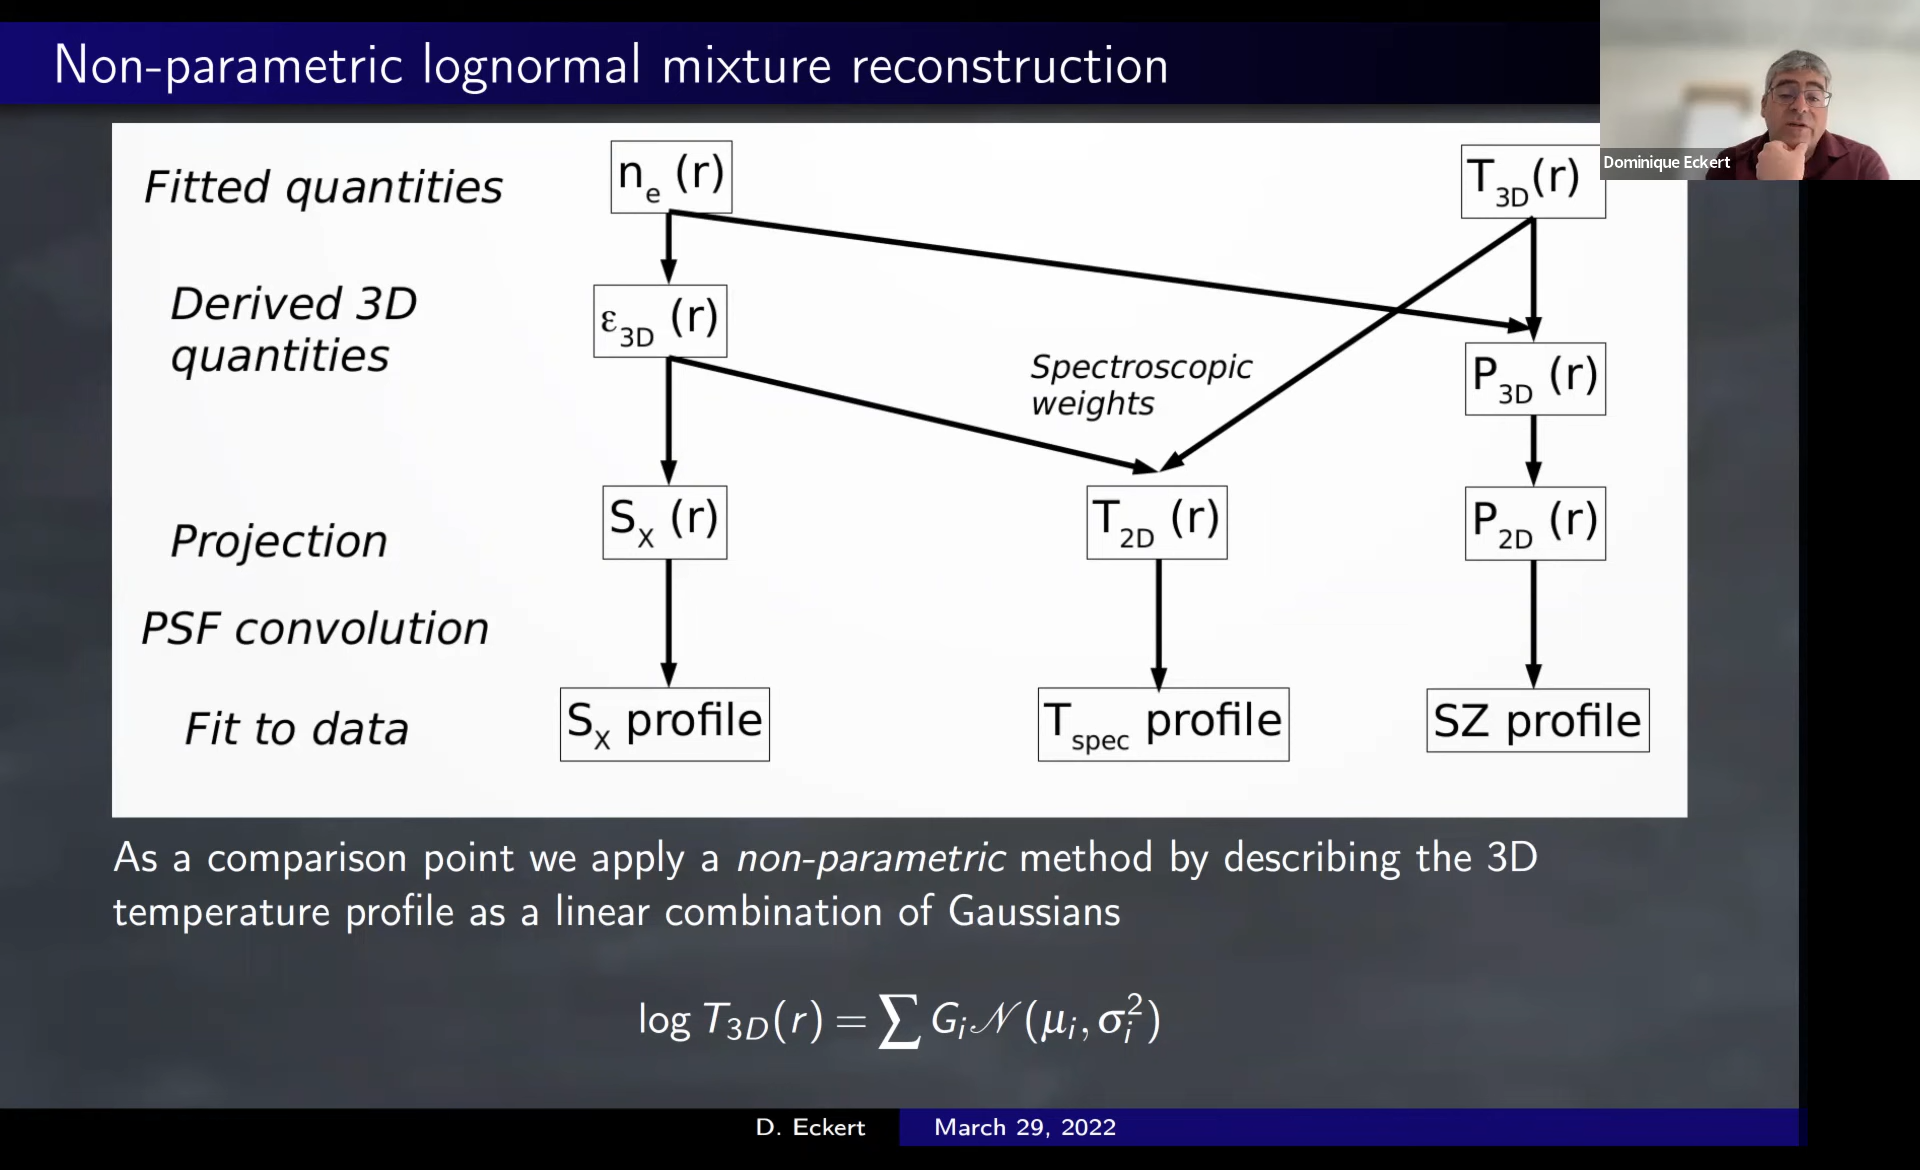 Non-parametric lognormal mixture reconstruction
Dominique Eckert
Fitted quantities
n_e (r)
T_3D(r)
Derived 3D
quantities
ε_3D (r)
Spectroscopic
weights
P_3D (r)
Projection
S_X (r)
T_2D (r)
P_2D (r)
PSF convolution
Fit to data
S_X profile
T_spec profile
SZ profile
As a comparison point we apply a non-parametric method by describing the 3D
temperature profile as a linear combination of Gaussians
log T_3D(r) = ∑ G_i 𝒩(μ_i, σ_i^2)
D. Eckert
March 29, 2022